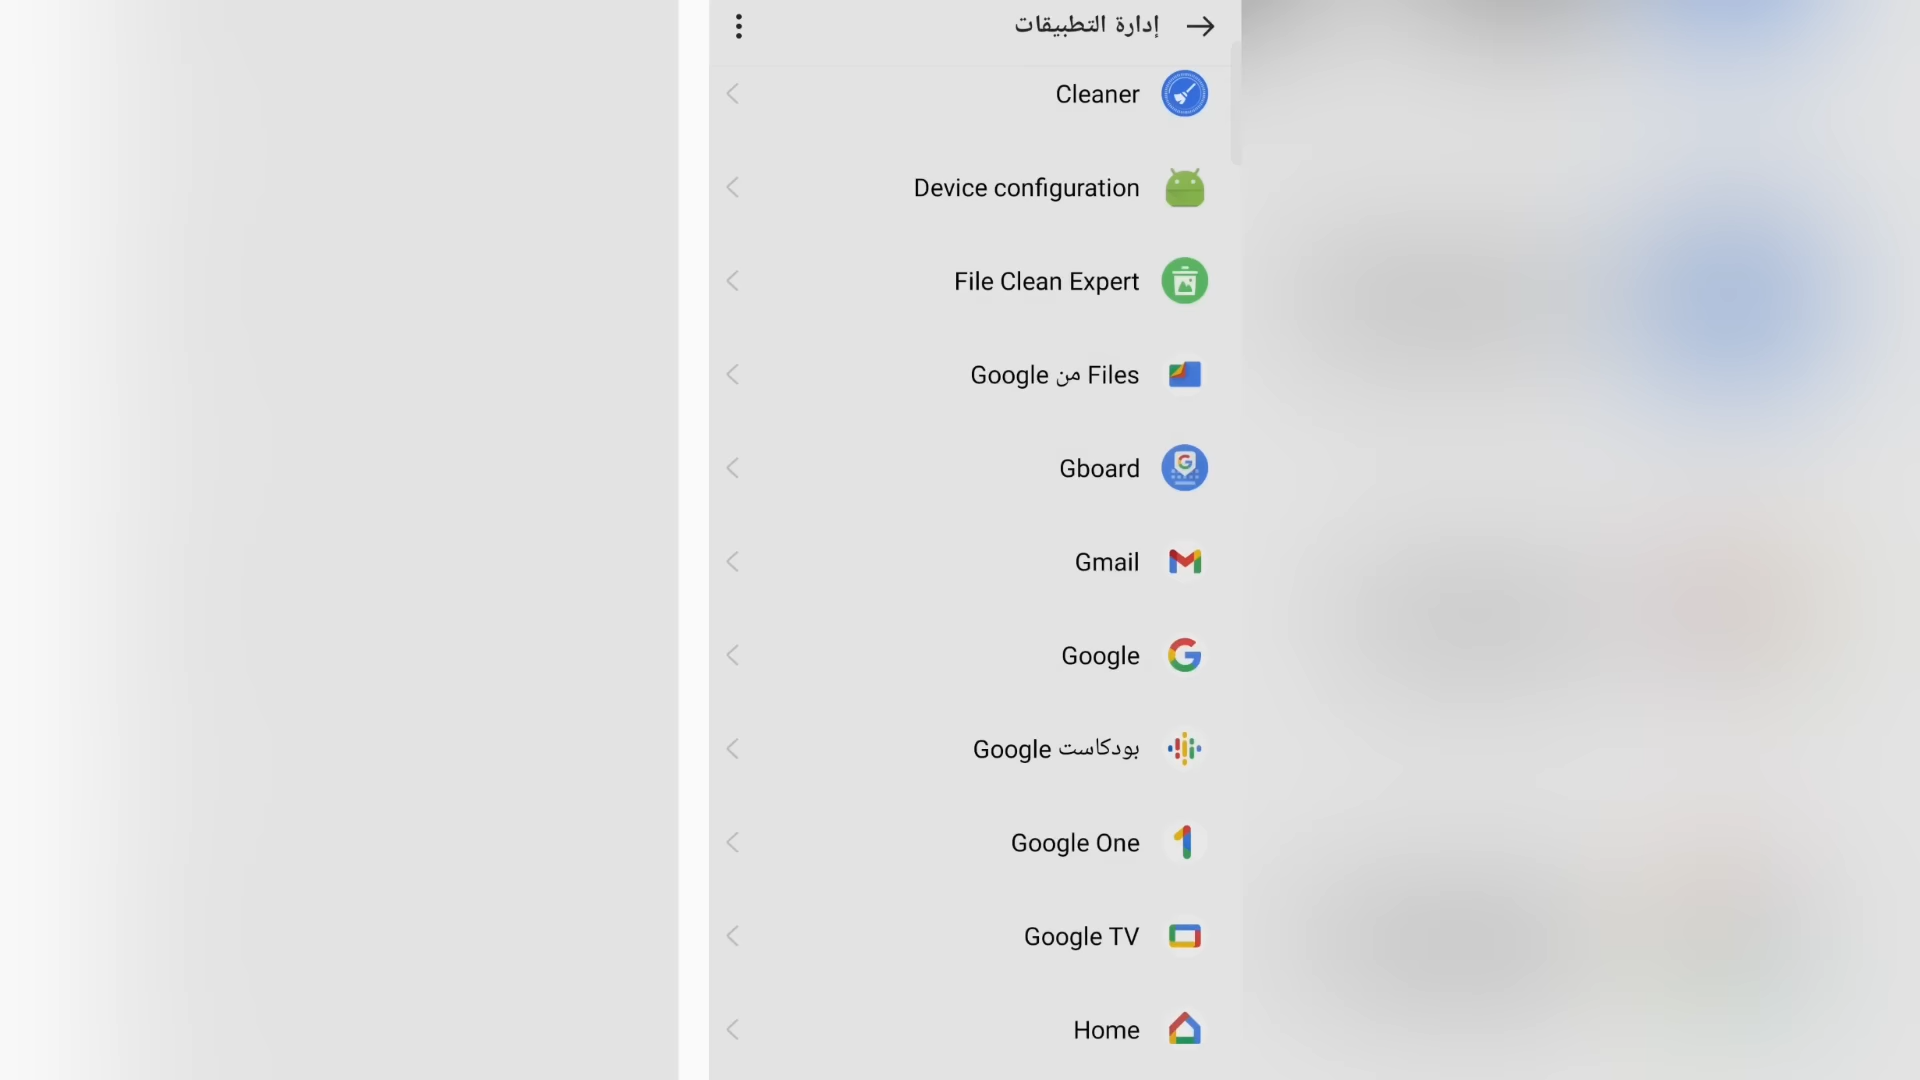 إدارة التطبيقات
Cleaner
Device configuration
File Clean Expert
Files من Google
Gboard
Gmail
Google
بودكاست Google
Google One
Google TV
Home